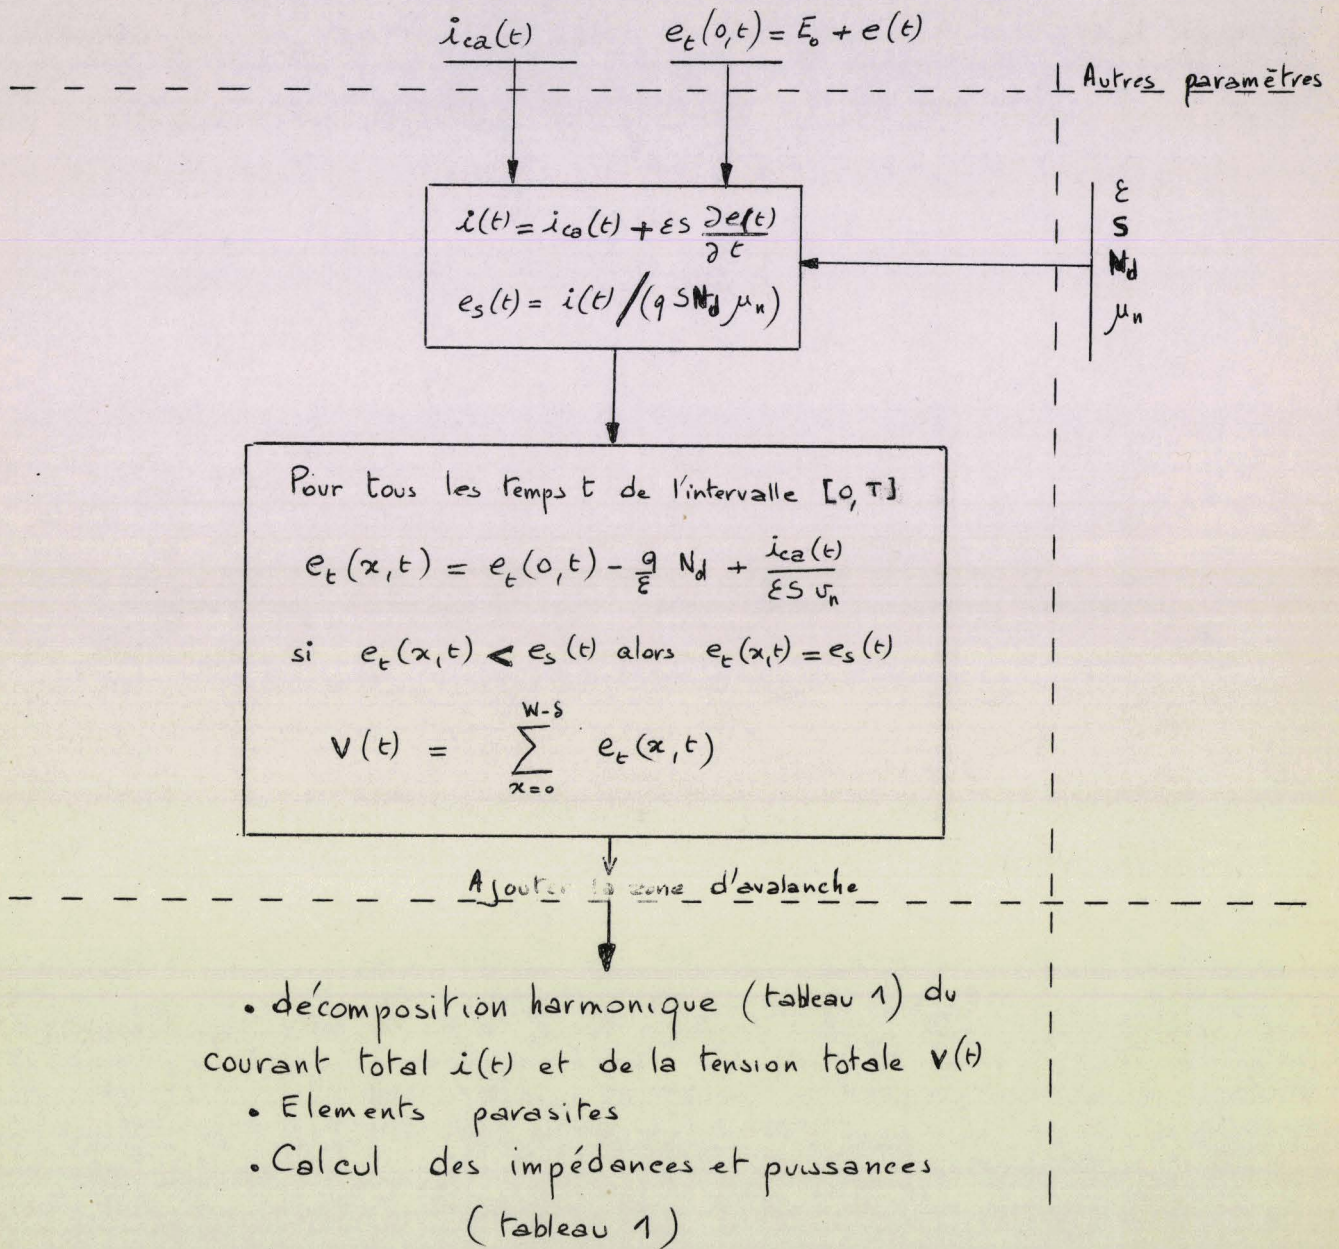 i_ca(t)    e_t(0,t) = E_o + e(t)
Autres paramètres
i(t) = i_ca(t) + εS ∂e(t)/∂t
e_s(t) = i(t) / (q S N_d μ_n)
ε
S
N_d
μ_n
Pour tous les temps t de l'intervalle [0, T]
e_t(x,t) = e_t(0,t) - q/ε N_d + i_ca(t)/(εS v_n)
si e_t(x,t) < e_s(t) alors e_t(x,t) = e_s(t)
V(t) = ∑_{x=0}^{W-δ} e_t(x,t)
Ajouter la zone d'avalanche
• décomposition harmonique (tableau 1) du
courant total i(t) et de la tension totale V(t)
• Elements parasites
• Calcul des impédances et puissances
(tableau 1)